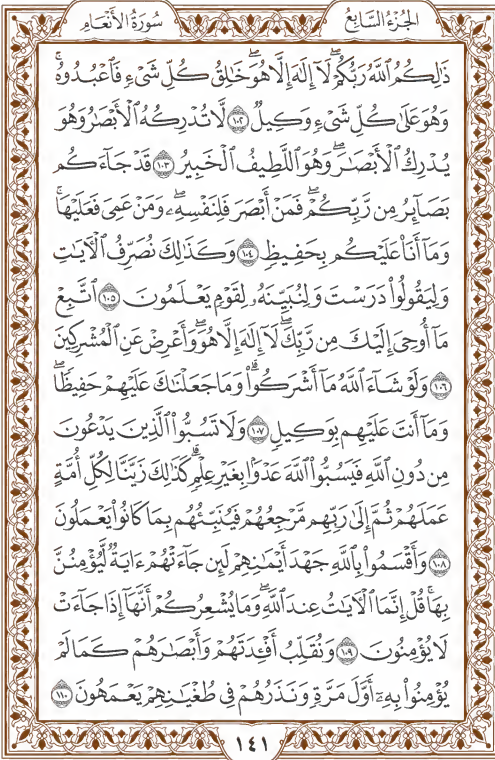 الجُزْءُ السَّابِعُ
سُورَةُ الأَنْعَامِ
ذَٰلِكُمُ ٱللَّهُ رَبُّكُمْۖ لَآ إِلَٰهَ إِلَّا هُوَۖ خَٰلِقُ كُلِّ شَىْءٍ فَٱعْبُدُوهُۚ
وَهُوَ عَلَىٰ كُلِّ شَىْءٍ وَكِيلٌ ١٠٢ لَّا تُدْرِكُهُ ٱلْأَبْصَٰرُ وَهُوَ
يُدْرِكُ ٱلْأَبْصَٰرَۖ وَهُوَ ٱللَّطِيفُ ٱلْخَبِيرُ ١٠٣ قَدْ جَآءَكُم
بَصَآئِرُ مِن رَّبِّكُمْۖ فَمَنْ أَبْصَرَ فَلِنَفْسِهِۦۖ وَمَنْ عَمِىَ فَعَلَيْهَاۚ
وَمَآ أَنَا۠ عَلَيْكُم بِحَفِيظٍ ١٠٤ وَكَذَٰلِكَ نُصَرِّفُ ٱلْءَايَٰتِ
وَلِيَقُولُوا۟ دَرَسْتَ وَلِنُبَيِّنَهُۥ لِقَوْمٍ يَعْلَمُونَ ١٠٥ ٱتَّبِعْ
مَآ أُوحِىَ إِلَيْكَ مِن رَّبِّكَۖ لَآ إِلَٰهَ إِلَّا هُوَۖ وَأَعْرِضْ عَنِ ٱلْمُشْرِكِينَ
١٠٦ وَلَوْ شَآءَ ٱللَّهُ مَآ أَشْرَكُوا۟ۗ وَمَا جَعَلْنَٰكَ عَلَيْهِمْ حَفِيظًاۖ
وَمَآ أَنتَ عَلَيْهِم بِوَكِيلٍ ١٠٧ وَلَا تَسُبُّوا۟ ٱلَّذِينَ يَدْعُونَ
مِن دُونِ ٱللَّهِ فَيَسُبُّوا۟ ٱللَّهَ عَدْوًۢا بِغَيْرِ عِلْمٍۗ كَذَٰلِكَ زَيَّنَّا لِكُلِّ أُمَّةٍ
عَمَلَهُمْ ثُمَّ إِلَىٰ رَبِّهِم مَّرْجِعُهُمْ فَيُنَبِّئُهُم بِمَا كَانُوا۟ يَعْمَلُونَ
١٠٨ وَأَقْسَمُوا۟ بِٱللَّهِ جَهْدَ أَيْمَٰنِهِمْ لَئِن جَآءَتْهُمْ ءَايَةٌ لَّيُؤْمِنُنَّ
بِهَاۚ قُلْ إِنَّمَا ٱلْءَايَٰتُ عِندَ ٱللَّهِۖ وَمَا يُشْعِرُكُمْ أَنَّهَآ إِذَا جَآءَتْ
لَا يُؤْمِنُونَ ١٠٩ وَنُقَلِّبُ أَفْـِٔدَتَهُمْ وَأَبْصَٰرَهُمْ كَمَا لَمْ
يُؤْمِنُوا۟ بِهِۦٓ أَوَّلَ مَرَّةٍ وَنَذَرُهُمْ فِى طُغْيَٰنِهِمْ يَعْمَهُونَ ١١٠
١٤١